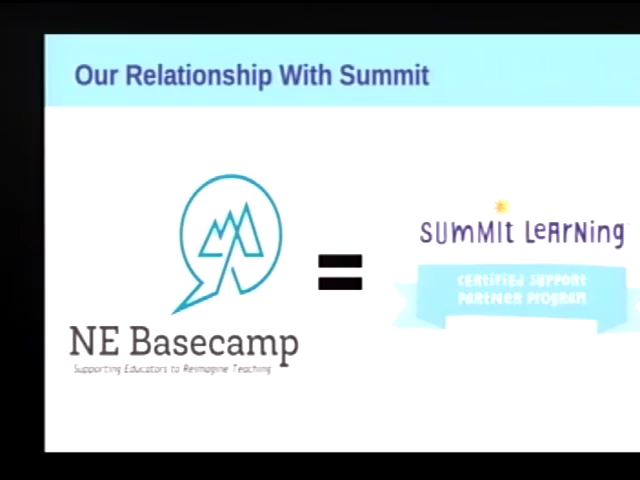 Our Relationship With Summit
NE Basecamp
Supporting Educators to Reimagine Teaching
=
SUMMIT LEARNING
CERTIFIED SUPPORT
PARTNER PROGRAM